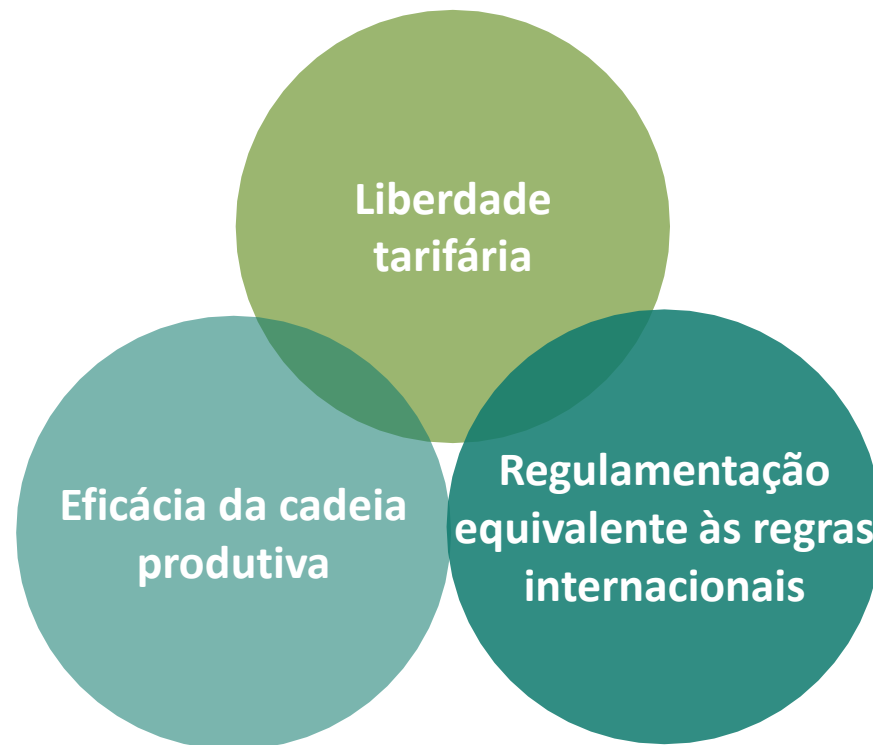 Liberdade
tarifária
Eficácia da cadeia
produtiva
Regulamentação
equivalente às regras
internacionais